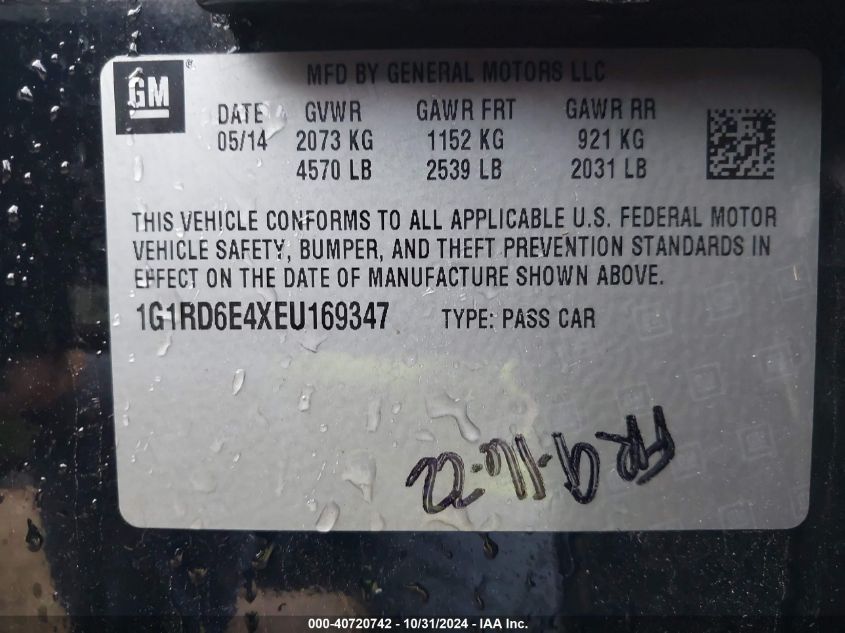 GM®
MFD BY GENERAL MOTORS LLC
DATE GVWR GAWR FRT GAWR RR
05/14 2073 KG 1152 KG 921 KG
4570 LB 2539 LB 2031 LB
THIS VEHICLE CONFORMS TO ALL APPLICABLE U.S. FEDERAL MOTOR
VEHICLE SAFETY, BUMPER, AND THEFT PREVENTION STANDARDS IN
EFFECT ON THE DATE OF MANUFACTURE SHOWN ABOVE.
1G1RD6E4XEU169347 TYPE: PASS CAR
000-40720742 - 10/31/2024 - IAA Inc.